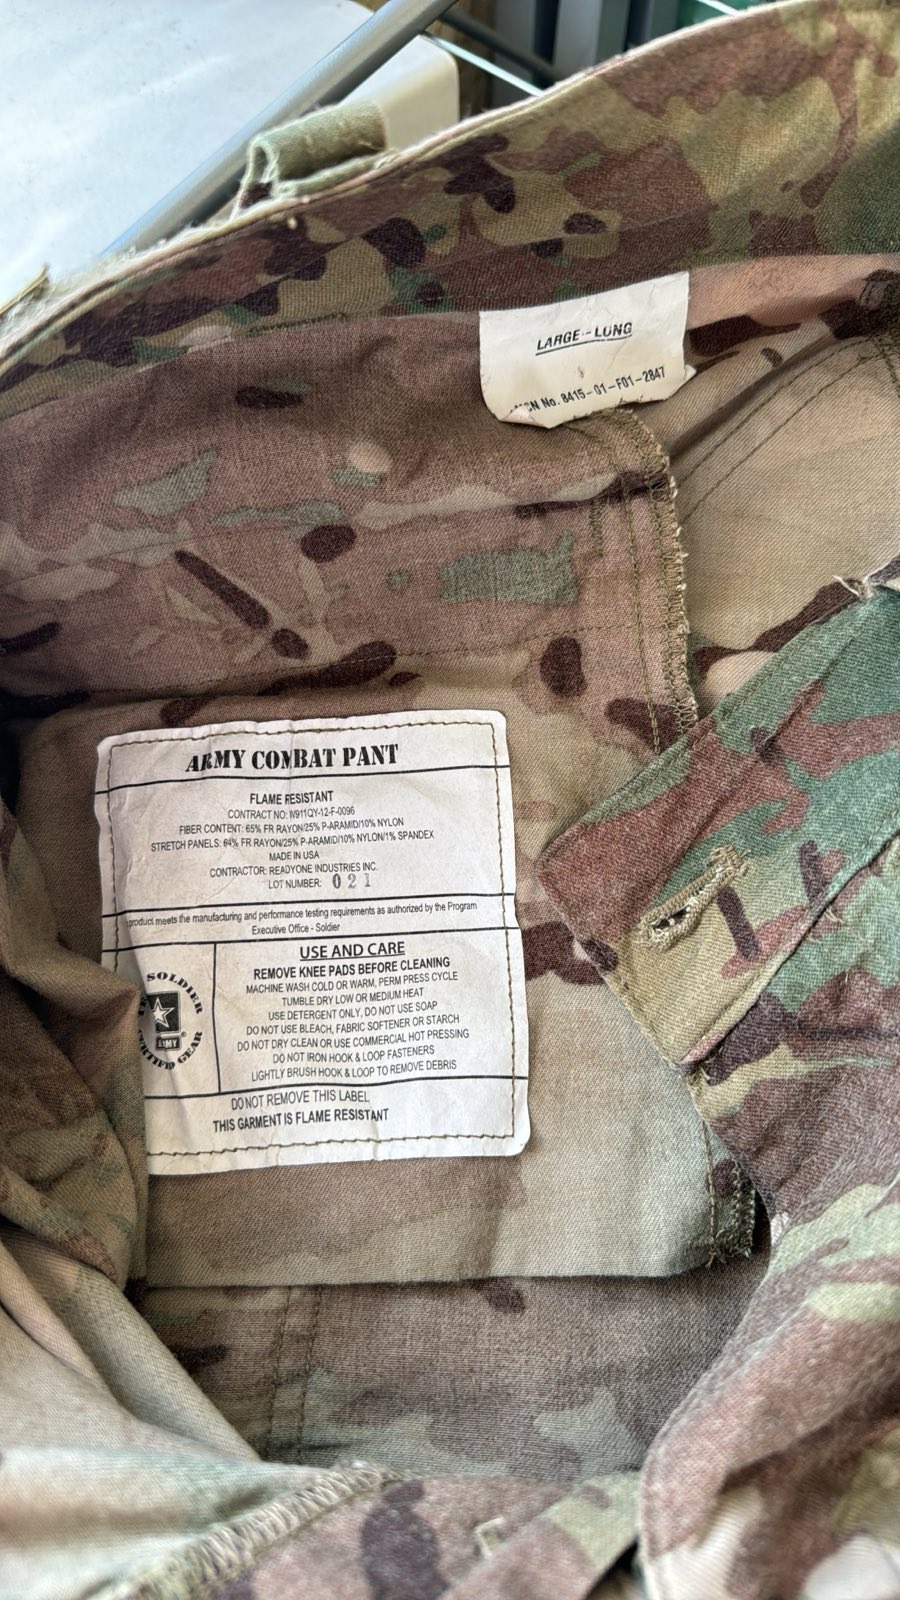 LARGE-LONG
No. 8415-01-F01-2847
ARMY COMBAT PANT
FLAME RESISTANT
CONTRACT NO: W911QY-12-F-0096
FIBER CONTENT: 65% FR RAYON/25% P-ARAMID/10% NYLON
STRETCH PANELS: 64% FR RAYON/25% P-ARAMID/10% NYLON/1% SPANDEX
MADE IN USA
CONTRACTOR: READYONE INDUSTRIES INC.
LOT NUMBER: 021
product meets the manufacturing and performance testing requirements as authorized by the Program
Executive Office - Soldier
SOLDIER
ARMY
GEAR
USE AND CARE
REMOVE KNEE PADS BEFORE CLEANING
MACHINE WASH COLD OR WARM, PERM PRESS CYCLE
TUMBLE DRY LOW OR MEDIUM HEAT
USE DETERGENT ONLY, DO NOT USE SOAP
DO NOT USE BLEACH, FABRIC SOFTENER OR STARCH
DO NOT DRY CLEAN OR USE COMMERCIAL HOT PRESSING
DO NOT IRON HOOK & LOOP FASTENERS
LIGHTLY BRUSH HOOK & LOOP TO REMOVE DEBRIS
DO NOT REMOVE THIS LABEL
THIS GARMENT IS FLAME RESISTANT